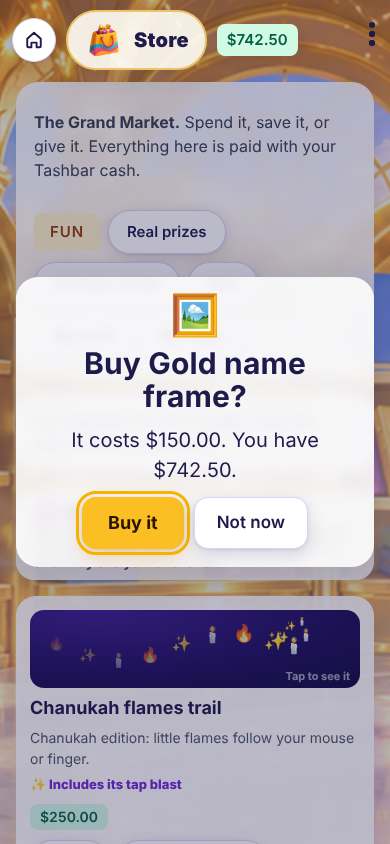 Store
$742.50
The Grand Market. Spend it, save it, or
give it. Everything here is paid with your
Tashbar cash.
FUN
Real prizes
Buy Gold name
frame?
It costs $150.00. You have
$742.50.
Buy it
Not now
Tap to see it
Chanukah flames trail
Chanukah edition: little flames follow your mouse
or finger.
✨ Includes its tap blast
$250.00